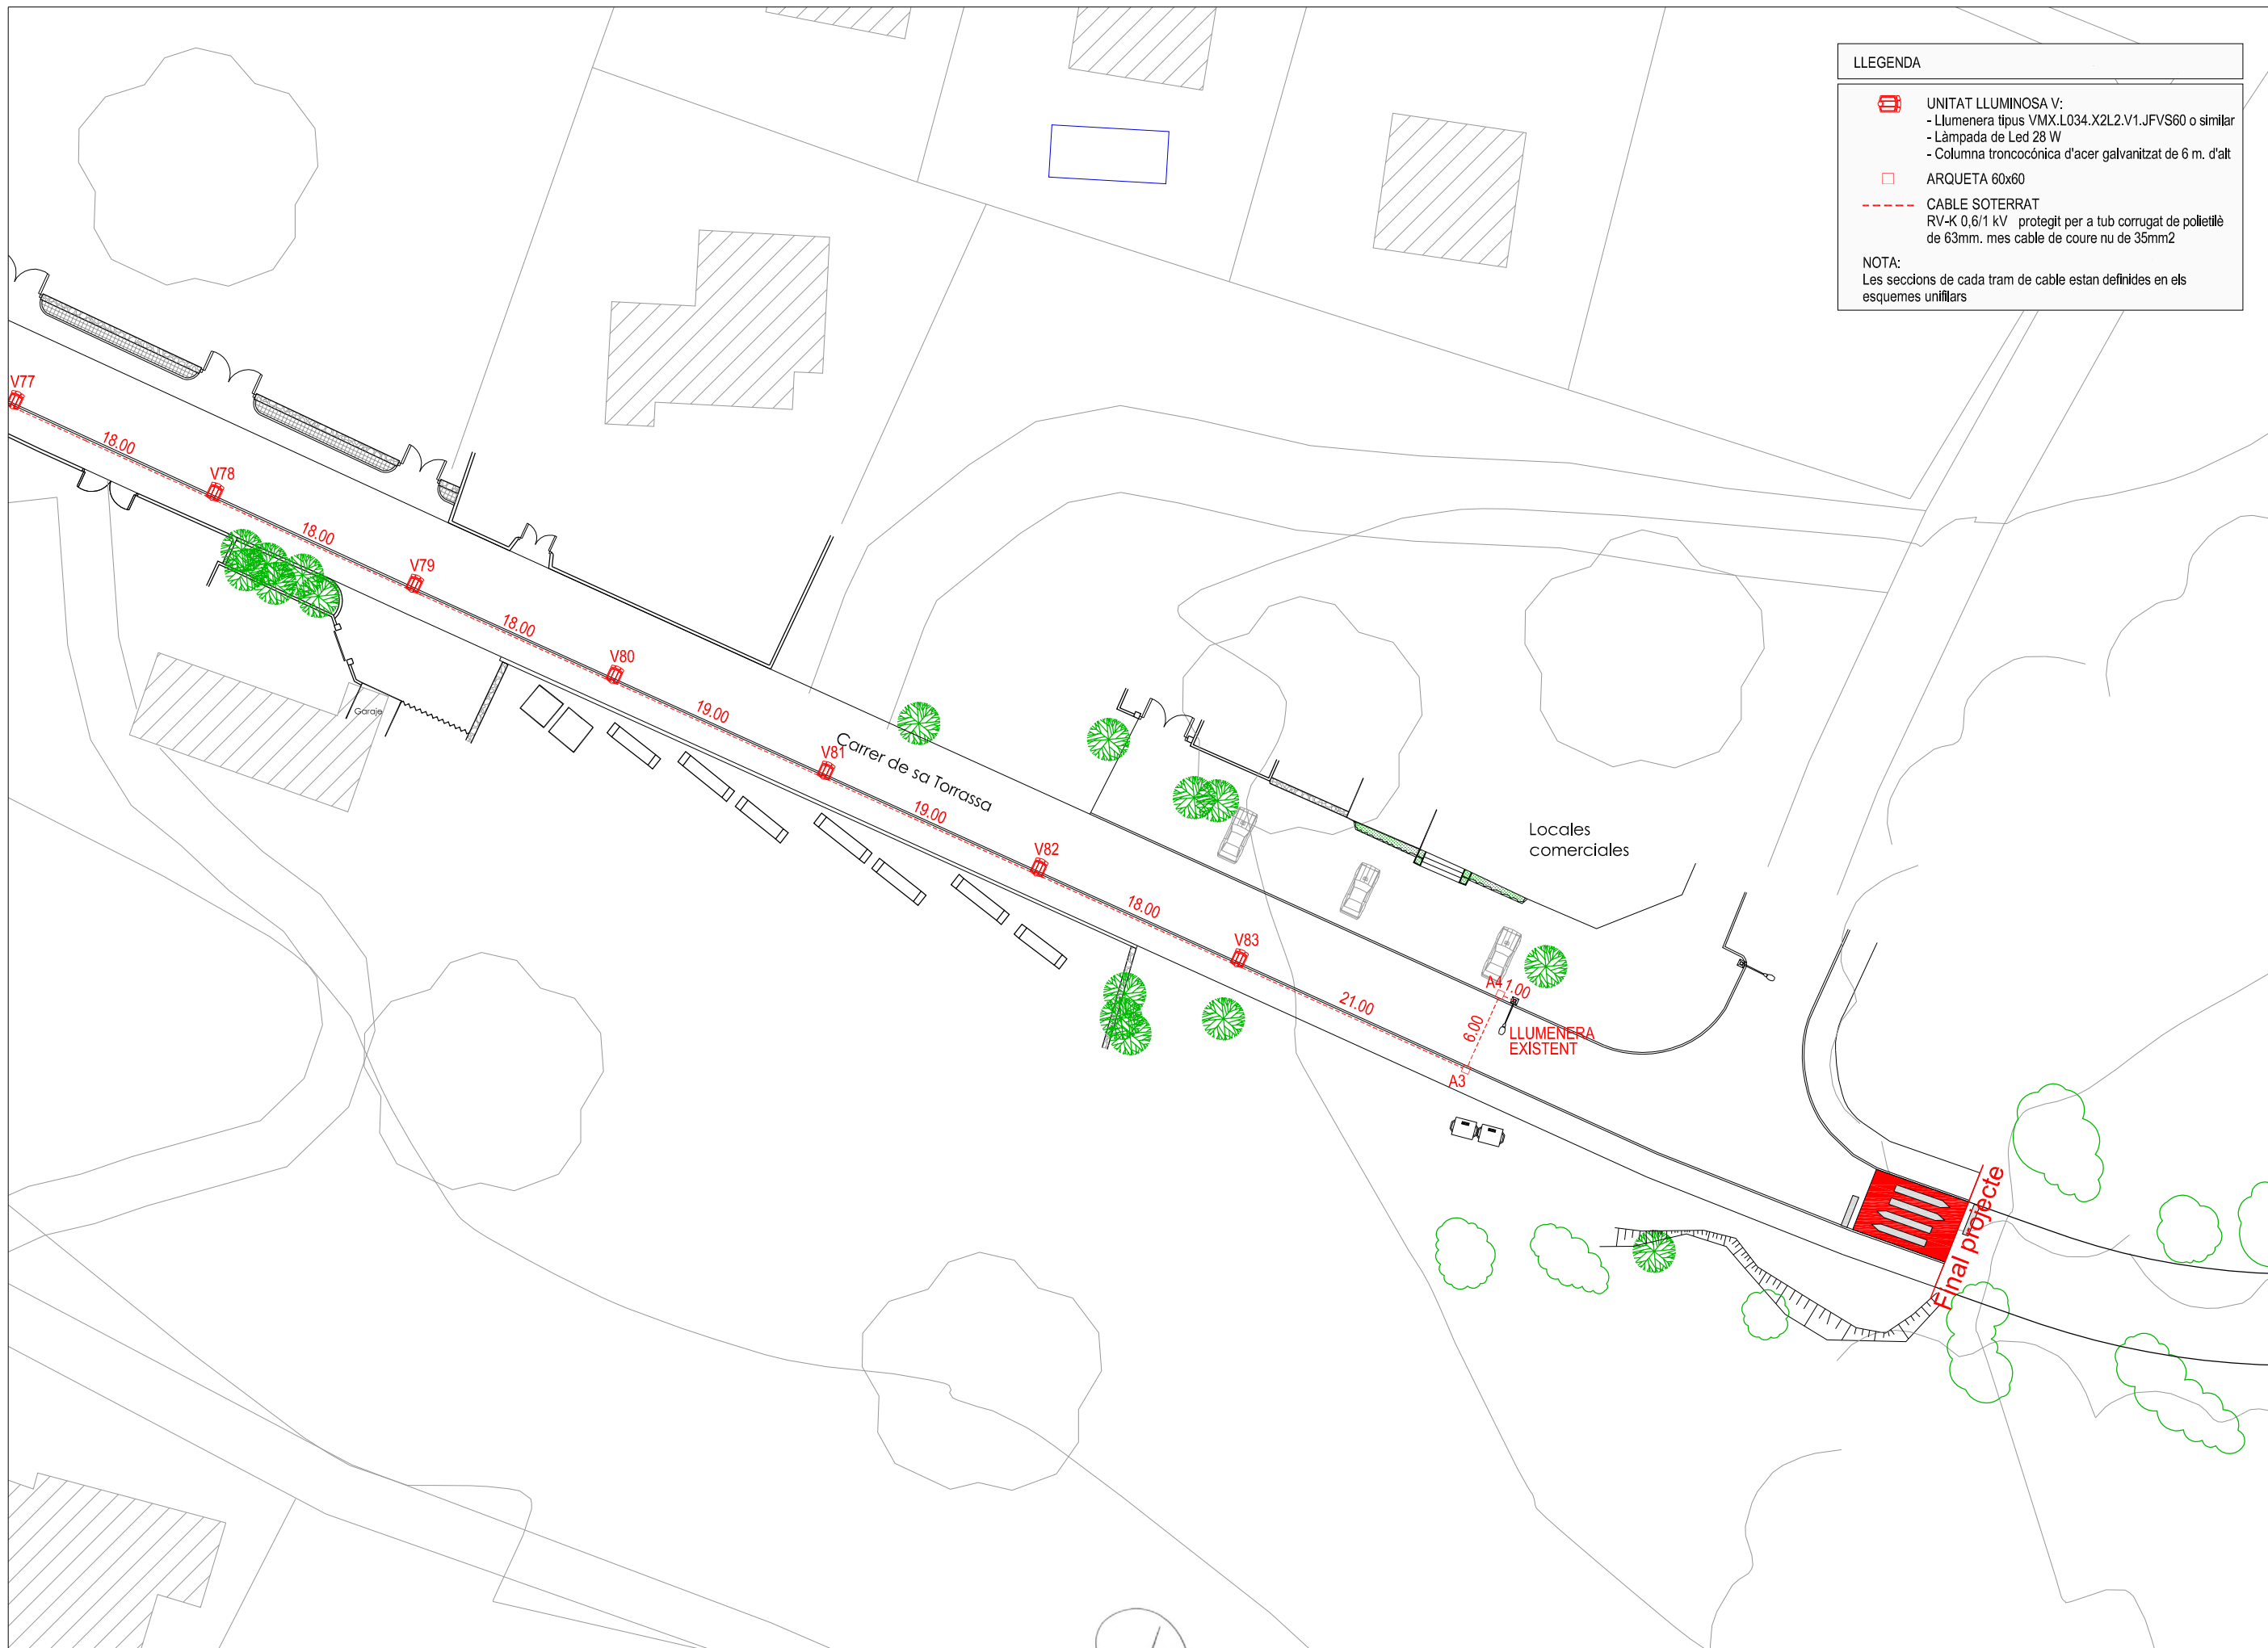 LLEGENDA
UNITAT LLUMINOSA V:
- Llumenera tipus VMX.L034.X2L2.V1.JFVS60 o similar
- Làmpada de Led 28 W
- Columna troncocónica d'acer galvanitzat de 6 m. d'alt
ARQUETA 60x60
CABLE SOTERRAT
RV-K 0,6/1 kV protegit per a tub corrugat de polietilè
de 63mm. mes cable de coure nu de 35mm2
NOTA:
Les seccions de cada tram de cable estan definides en els
esquemes unifilars
V77
18.00
V78
18.00
V79
18.00
V80
19.00
V81
19.00
V82
18.00
V83
21.00
Garaje
Carrer de sa Torrassa
Locales
comerciales
A4
1.00
6.00
A3
LLUMENERA
EXISTENT
Final projecte